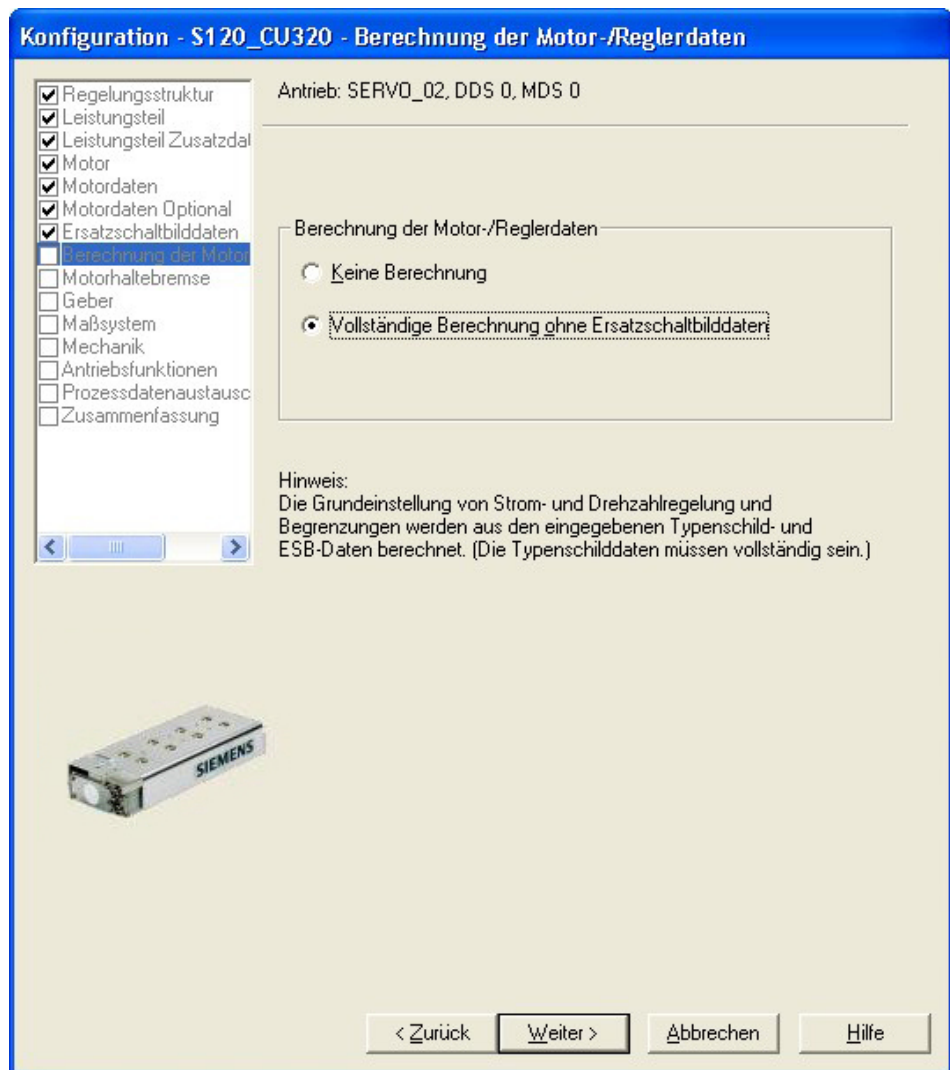 Konfiguration - S120_CU320 - Berechnung der Motor-/Reglerdaten
Regelungsstruktur
Leistungsteil
Leistungsteil Zusatzdat
Motor
Motordaten
Motordaten Optional
Ersatzschaltbilddaten
Berechnung der Motor
Motorhaltebremse
Geber
Maßsystem
Mechanik
Antriebsfunktionen
Prozessdatenaustausc
Zusammenfassung
Antrieb: SERVO_02, DDS 0, MDS 0
Berechnung der Motor-/Reglerdaten
Keine Berechnung
Vollständige Berechnung ohne Ersatzschaltbilddaten
Hinweis:
Die Grundeinstellung von Strom- und Drehzahlregelung und
Begrenzungen werden aus den eingegebenen Typenschild- und
ESB-Daten berechnet. (Die Typenschilddaten müssen vollständig sein.)
SIEMENS
< Zurück
Weiter >
Abbrechen
Hilfe